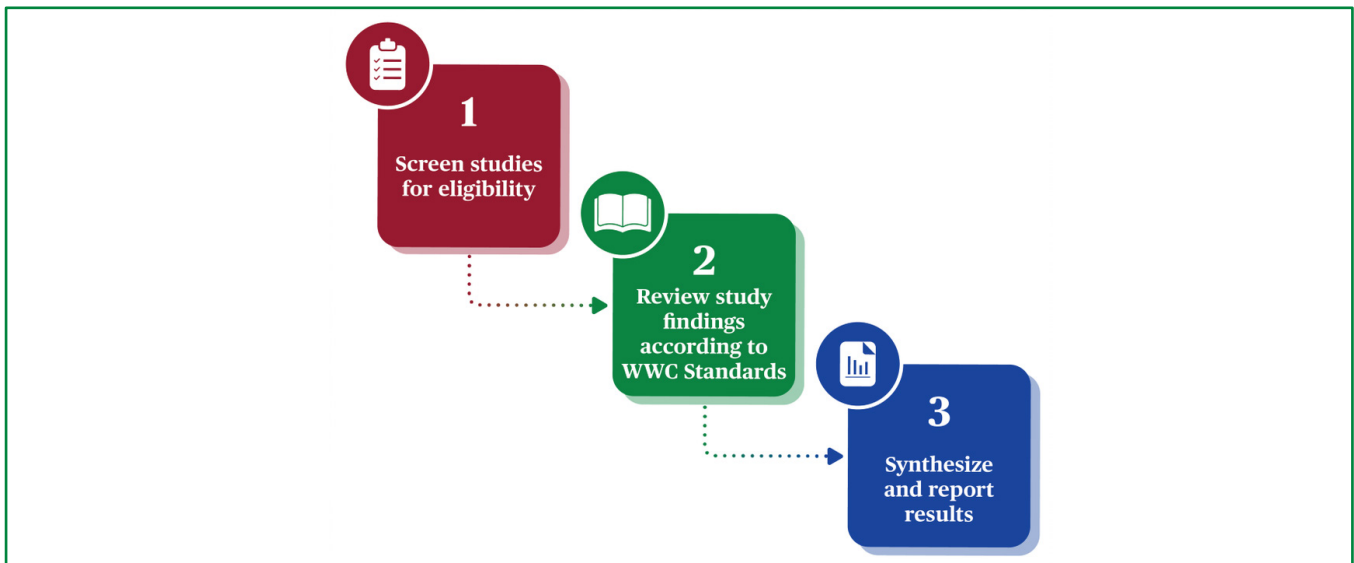 1
Screen studies
for eligibility
2
Review study
findings
according to
WWC Standards
3
Synthesize
and report
results